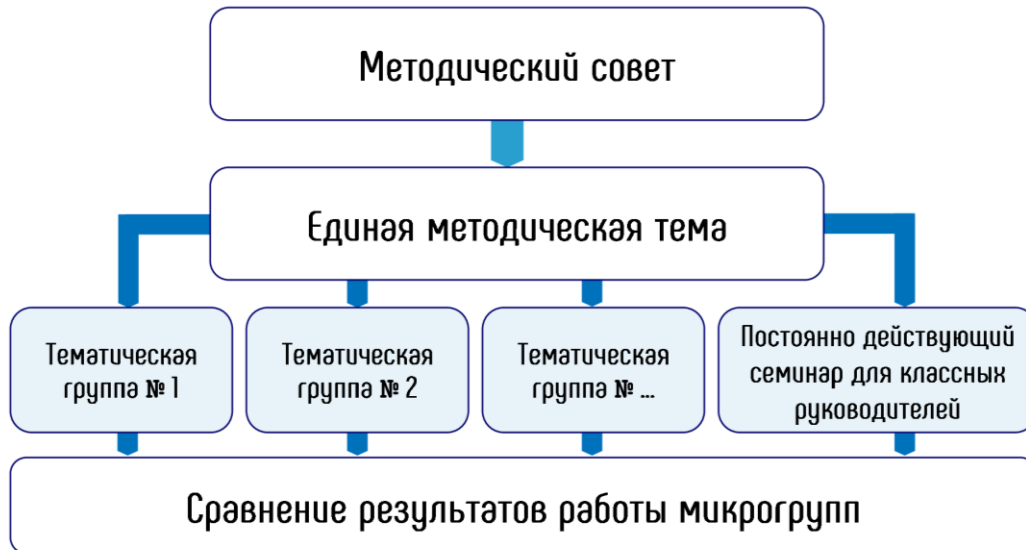 Методический совет
Единая методическая тема
Тематическая
группа № 1
Тематическая
группа № 2
Тематическая
группа № ...
Постоянно действующий
семинар для классных
руководителей
Сравнение результатов работы микрогрупп